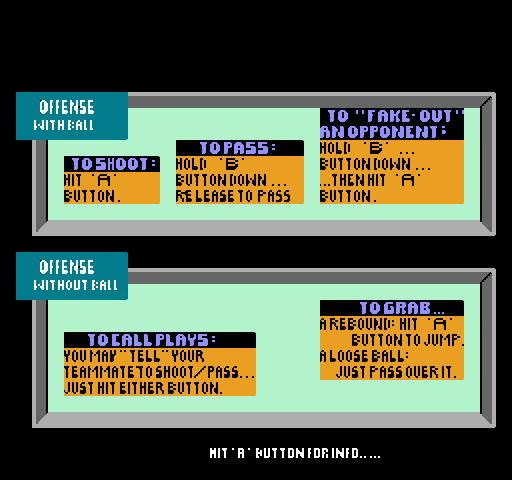 OFFENSE
WITH BALL
TO SHOOT:
HIT 'A'
BUTTON.
TO PASS:
HOLD 'B'
BUTTON DOWN ...
RELEASE TO PASS
TO "FAKE-OUT"
AN OPPONENT:
HOLD 'B' ...
BUTTON DOWN ...
...THEN HIT 'A'
BUTTON.
OFFENSE
WITHOUT BALL
TO CALL PLAYS:
YOU MAY "TELL" YOUR
TEAMMATE TO SHOOT/PASS...
JUST HIT EITHER BUTTON.
TO GRAB...
A REBOUND: HIT 'A'
BUTTON TO JUMP.
A LOOSE BALL:
JUST PASS OVER IT.
HIT 'A' BUTTON FOR INFO.....